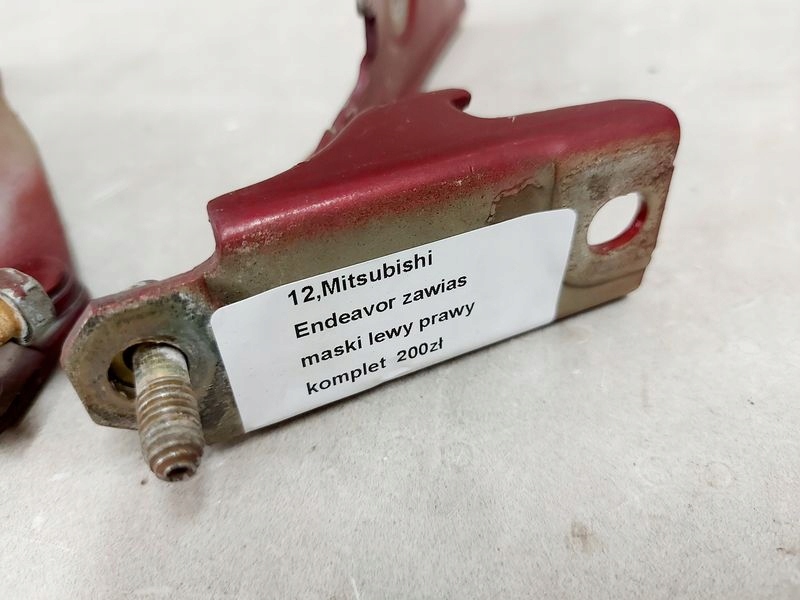 12,Mitsubishi
Endeavor zawias
maski lewy prawy
komplet 200zł